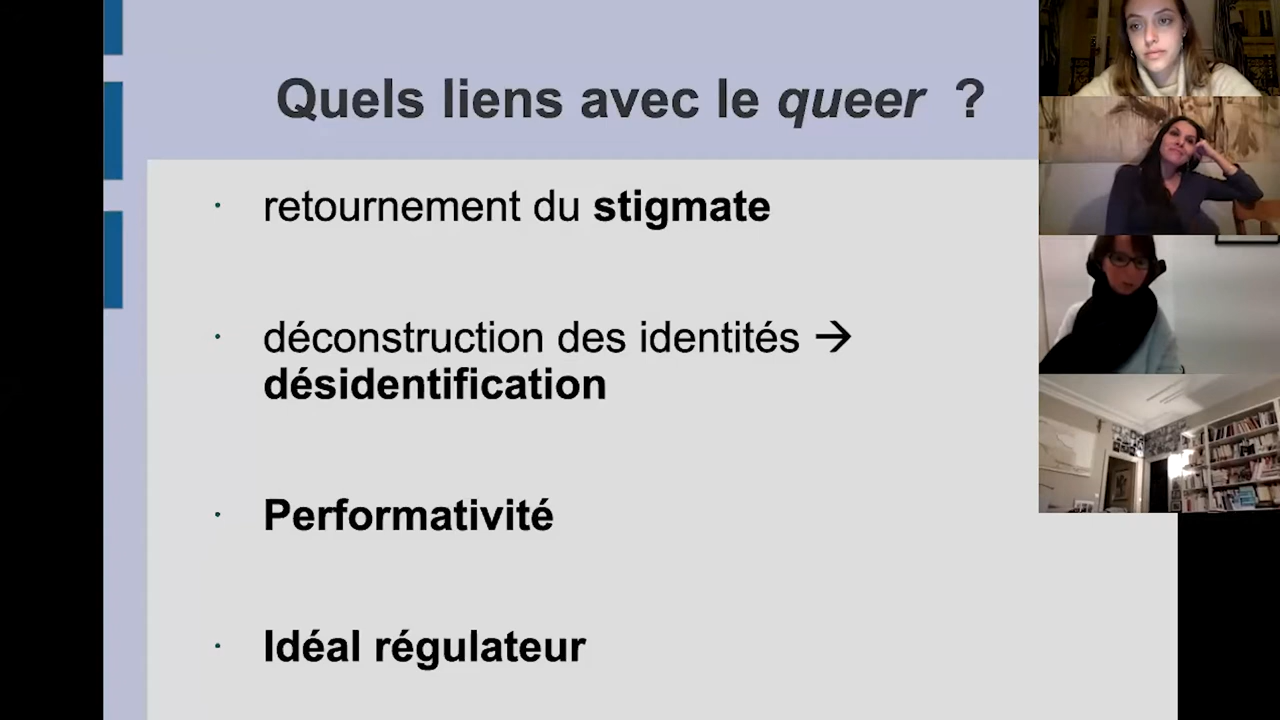 Quels liens avec le queer ?
retournement du stigmate
déconstruction des identités →
désidentification
Performativité
Idéal régulateur